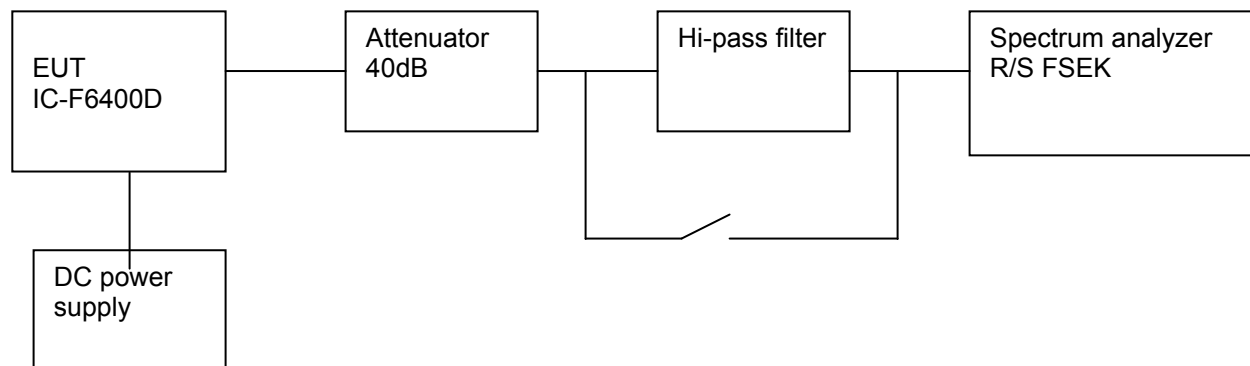 EUT
IC-F6400D
Attenuator
40dB
Hi-pass filter
Spectrum analyzer
R/S FSEK
DC power
supply